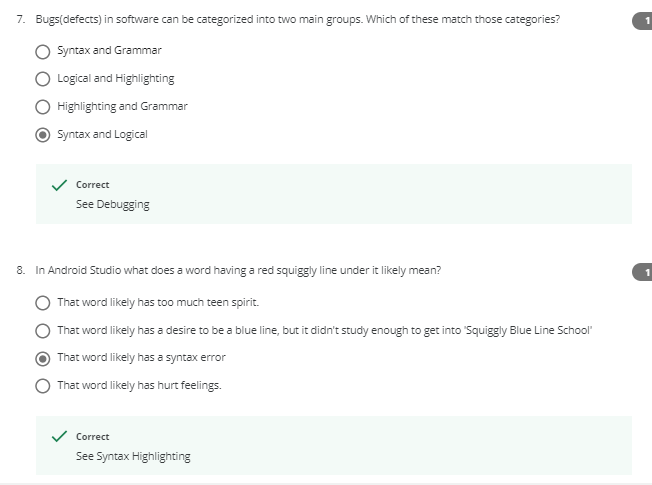 7. Bugs(defects) in software can be categorized into two main groups. Which of these match those categories?
1
Syntax and Grammar
Logical and Highlighting
Highlighting and Grammar
Syntax and Logical
Correct
See Debugging
8. In Android Studio what does a word having a red squiggly line under it likely mean?
1
That word likely has too much teen spirit.
That word likely has a desire to be a blue line, but it didn't study enough to get into 'Squiggly Blue Line School'
That word likely has a syntax error
That word likely has hurt feelings.
Correct
See Syntax Highlighting